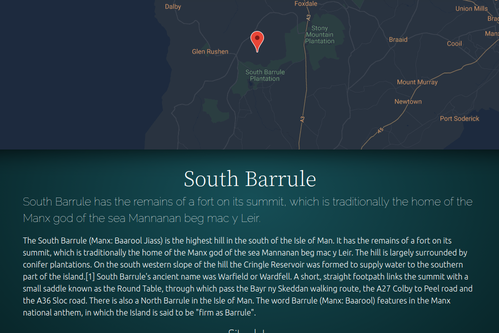 Dalby
Foxdale
Union Mills
A3
Stony
Mountain
Plantation
Braaid
Cooil
Glen Rushen
South Barrule
Plantation
Mount Murray
Newtown
Port Soderick
A3
A5
South Barrule
South Barrule has the remains of a fort on its summit, which is traditionally the home of the
Manx god of the sea Mannanan beg mac y Leir.
The South Barrule (Manx: Baarool Jiass) is the highest hill in the south of the Isle of Man. It has the remains of a fort on its
summit, which is traditionally the home of the Manx god of the sea Mannanan beg mac y Leir. The hill is largely surrounded by
conifer plantations. On the south western slope of the hill the Cringle Reservoir was formed to supply water to the southern
part of the island.[1] South Barrule's ancient name was Warfield or Wardfell. A short, straight footpath links the summit with a
small saddle known as the Round Table, through which pass the Bayr ny Skeddan walking route, the A27 Colby to Peel road and
the A36 Sloc road. There is also a North Barrule in the Isle of Man. The word Barrule (Manx: Baarool) features in the Manx
national anthem, in which the Island is said to be "firm as Barrule".